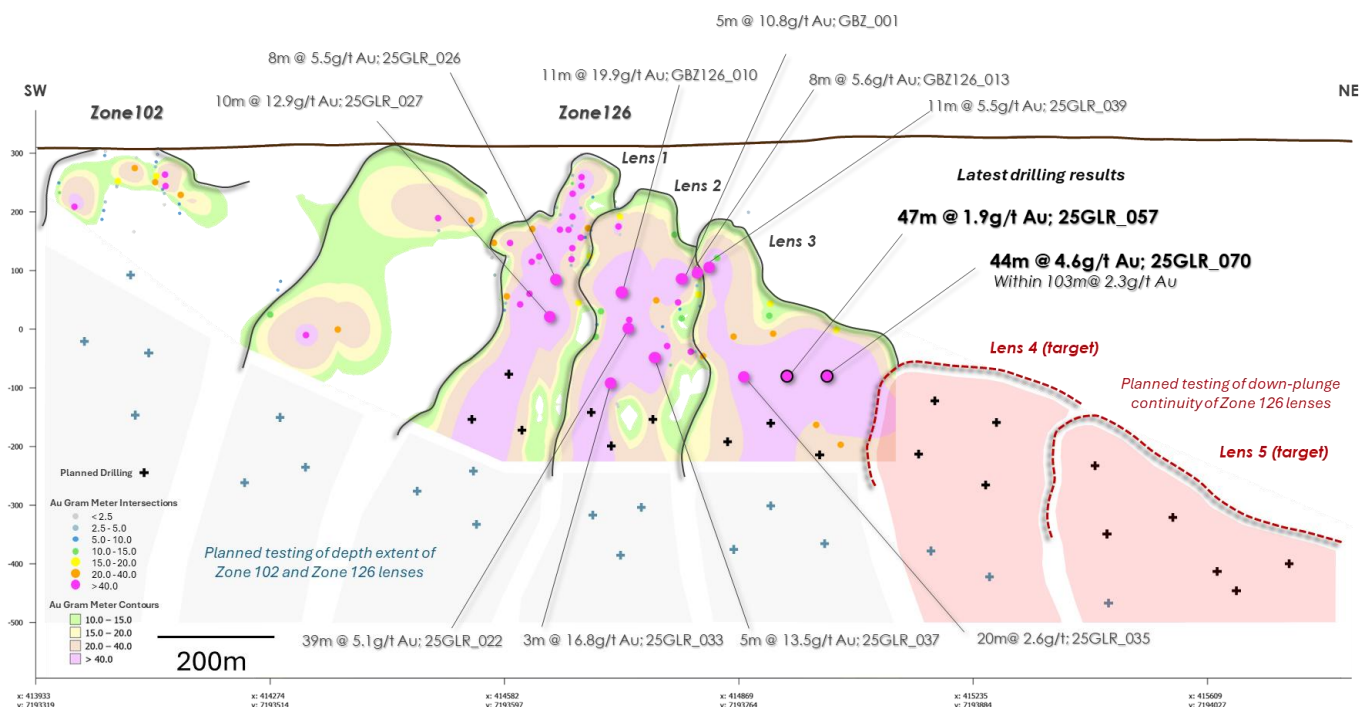 5m @ 10.8g/t Au; GBZ_001
8m @ 5.5g/t Au; 25GLR_026
11m @ 19.9g/t Au; GBZ126_010
8m @ 5.6g/t Au; GBZ126_013
10m @ 12.9g/t Au; 25GLR_027
11m @ 5.5g/t Au; 25GLR_039
SW
NE
Zone102
Zone126
Lens 1
Lens 2
Lens 3
Latest drilling results
47m @ 1.9g/t Au; 25GLR_057
44m @ 4.6g/t Au; 25GLR_070
Within 103m@ 2.3g/t Au
300
200
100
0
-100
-200
-300
-400
-500
Lens 4 (target)
Planned testing of down-plunge
continuity of Zone 126 lenses
Lens 5 (target)
Planned Drilling
Au Gram Meter Intersections
< 2.5
2.5 - 5.0
5.0 - 10.0
10.0 - 15.0
15.0 - 20.0
20.0 - 40.0
>40.0
Au Gram Meter Contours
10.0 – 15.0
15.0 – 20.0
20.0 – 40.0
> 40.0
Planned testing of depth extent of
Zone 102 and Zone 126 lenses
200m
39m @ 5.1g/t Au; 25GLR_022
3m @ 16.8g/t Au; 25GLR_033
5m @ 13.5g/t Au; 25GLR_037
20m@ 2.6g/t; 25GLR_035
x: 413933
y: 7193319
x: 414274
y: 7193514
x: 414582
y: 7193597
x: 414869
y: 7193764
x: 415235
y: 7193884
x: 415609
y: 7194027